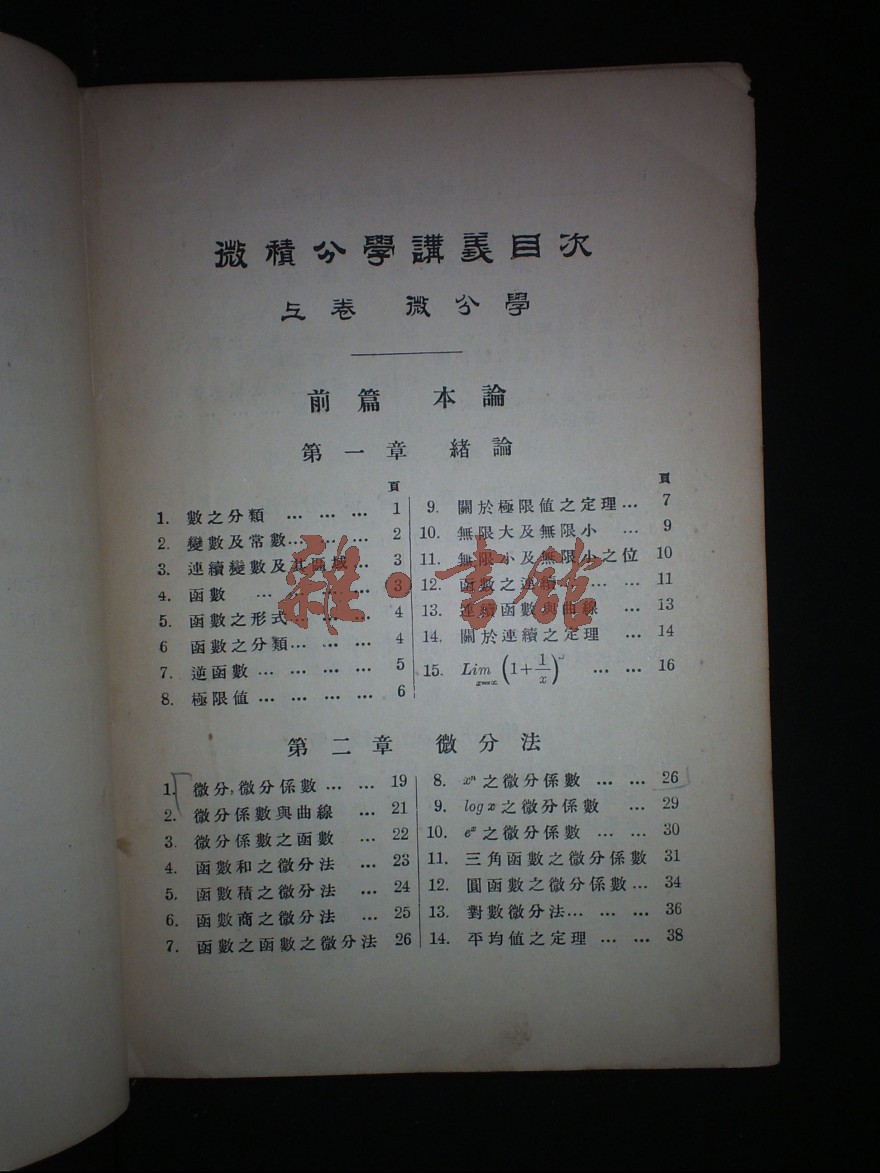 微積分學講義目次
上卷 微分學
前篇 本論
第一章 緒論
頁
1. 數之分類 … … … 1
2. 變數及常數… … … 2
3. 連續變數及其區域 … 3
4. 函數 … … … … 3
5. 函數之形式… … … 4
6 函數之分類… … … 4
7. 逆函數 … … … … 5
8. 極限値 … … … … 6
頁
9. 關於極限値之定理… 7
10. 無限大及無限小 … 9
11. 無限小及無限小之位 10
12. 函數之連續 … … … 11
13. 連續函數與曲線 … 13
14. 關於連續之定理 … 14
15. Lim x=∞ (1+1/x)^x … … 16
第二章 微分法
1. 微分,微分係數 … … 19
2. 微分係數與曲線 … 21
3. 微分係數之函數 … 22
4. 函數和之微分法 … 23
5. 函數積之微分法 … 24
6. 函數商之微分法 … 25
7. 函數之函數之微分法 26
8. xⁿ之微分係數 … … 26
9. log x之微分係數 … 29
10. eˣ之微分係數 … … 30
11. 三角函數之微分係數 31
12. 圓函數之微分係數… 34
13. 對數微分法… … … 36
14. 平均値之定理 … … 38
雜·書館